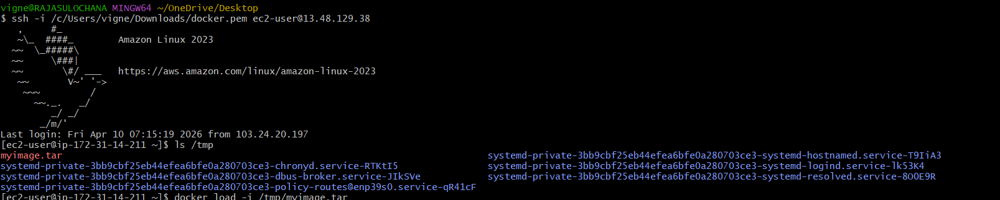 vigne@RAJASULOCHANA MINGW64 ~/OneDrive/Desktop
$ ssh -i /c/Users/vigne/Downloads/docker.pem ec2-user@13.48.129.38
   ,     #_
   ~\_  ####_        Amazon Linux 2023
  ~~  \_#####\
  ~~     \###|
  ~~       \#/ ___   https://aws.amazon.com/linux/amazon-linux-2023
   ~~       V~' '->
    ~~~         /
      ~~._.   _/
         _/ _/
       _/m/'
Last login: Fri Apr 10 07:15:19 2026 from 103.24.20.197
[ec2-user@ip-172-31-14-211 ~]$ ls /tmp
myimage.tar                                                                            systemd-private-3bb9cbf25eb44efea6bfe0a280703ce3-systemd-hostnamed.service-T9IiA3
systemd-private-3bb9cbf25eb44efea6bfe0a280703ce3-chronyd.service-RTKtI5                systemd-private-3bb9cbf25eb44efea6bfe0a280703ce3-systemd-logind.service-lk53K4
systemd-private-3bb9cbf25eb44efea6bfe0a280703ce3-dbus-broker.service-JIkSVe            systemd-private-3bb9cbf25eb44efea6bfe0a280703ce3-systemd-resolved.service-8OOE9R
systemd-private-3bb9cbf25eb44efea6bfe0a280703ce3-policy-routes@enp39s0.service-qR41cF
[ec2-user@ip-172-31-14-211 ~]$ docker load -i /tmp/myimage.tar